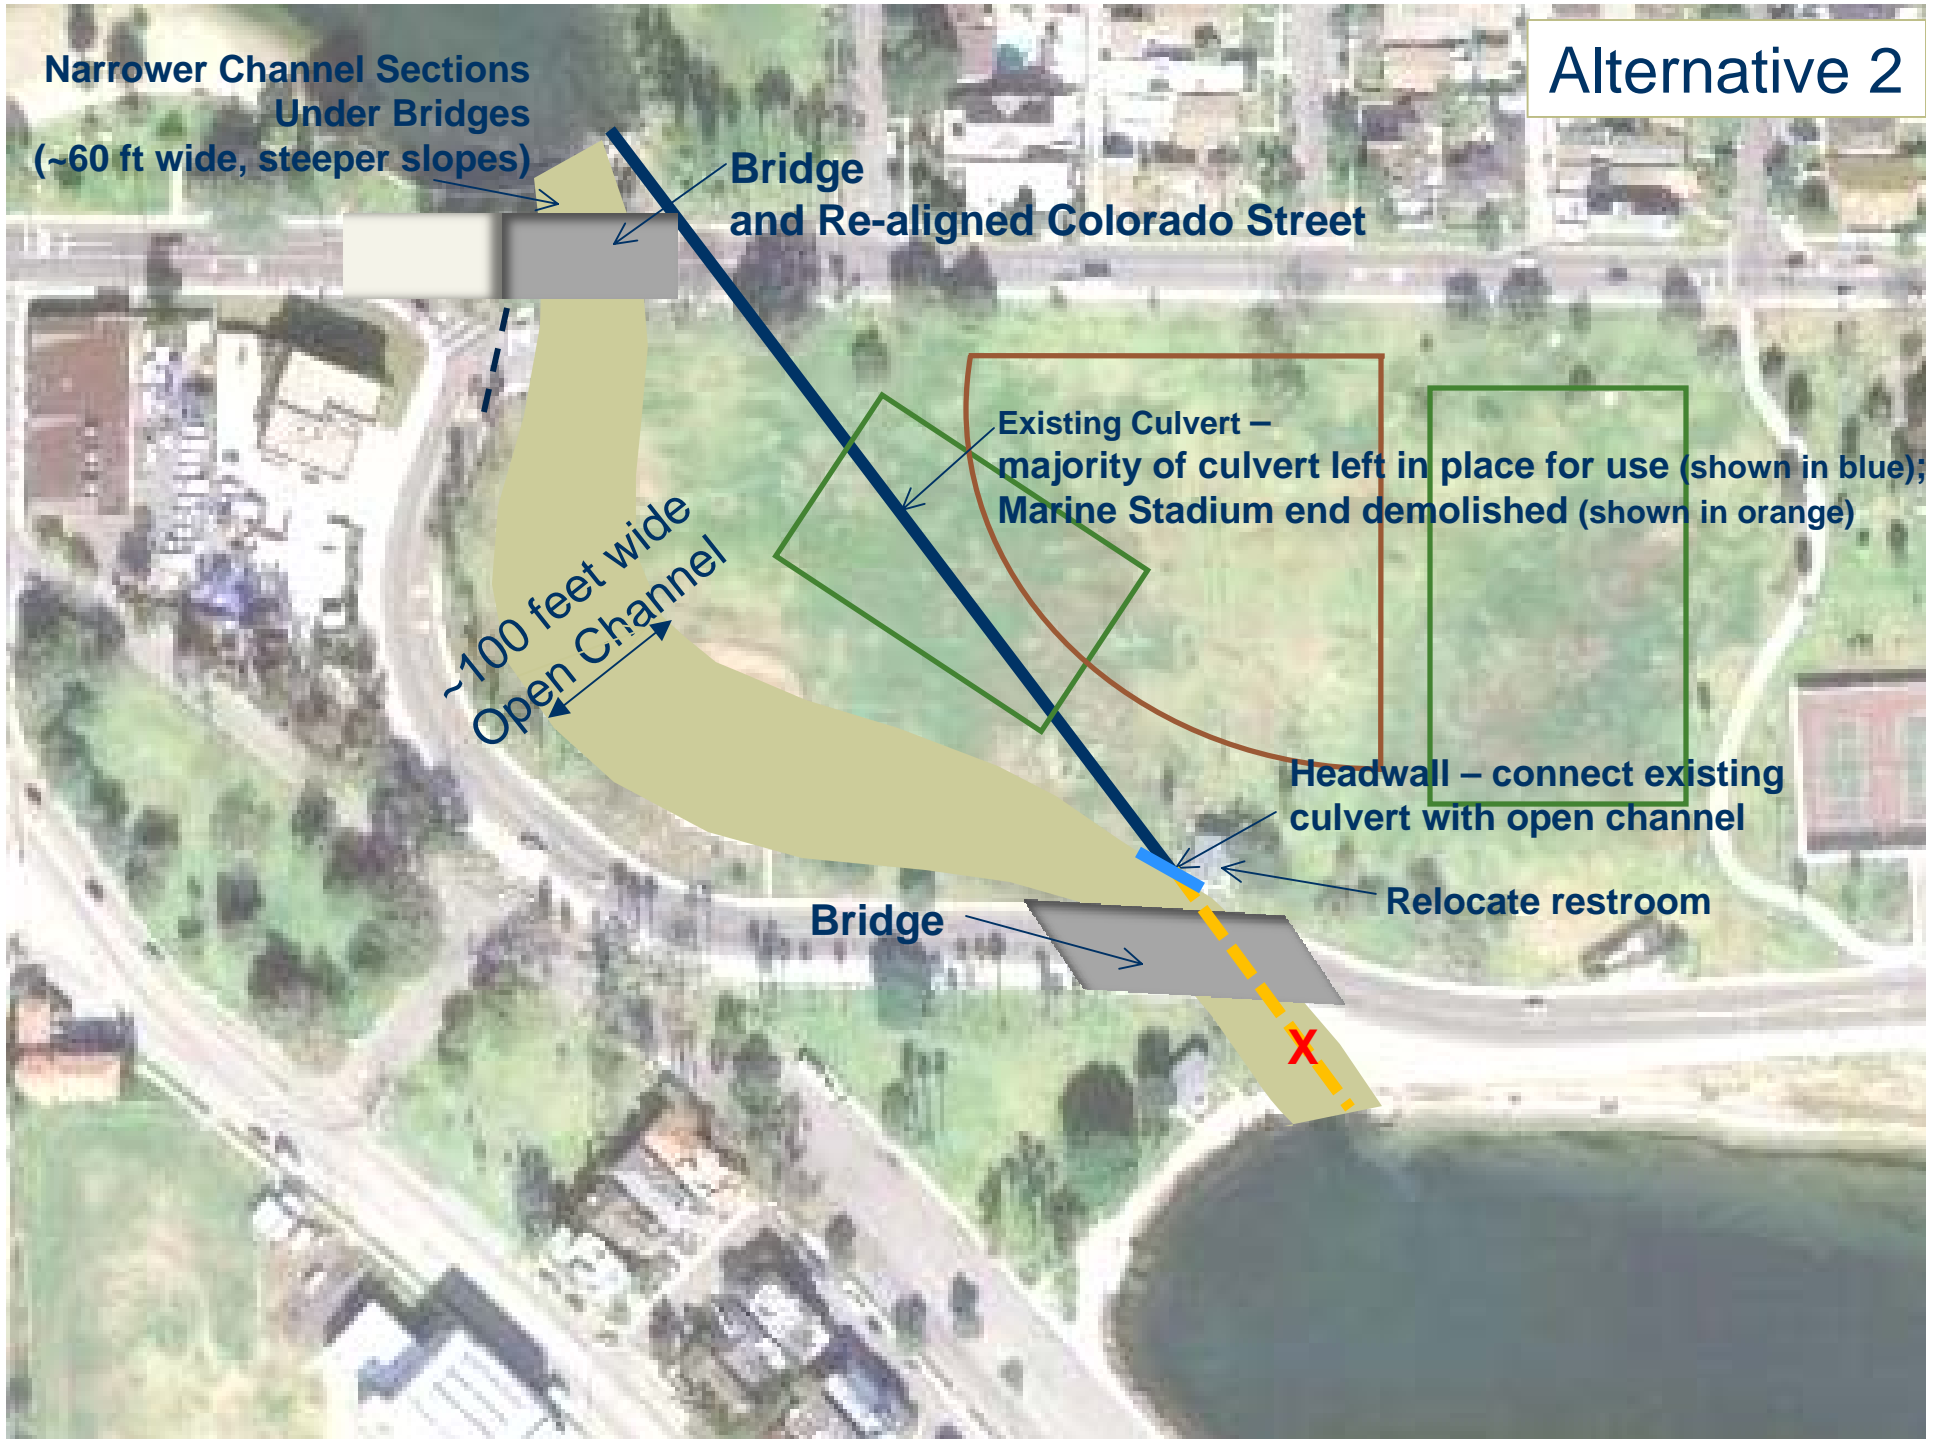 Alternative 2
Narrower Channel Sections
Under Bridges
(~60 ft wide, steeper slopes)
Bridge
and Re-aligned Colorado Street
Existing Culvert –
majority of culvert left in place for use (shown in blue);
Marine Stadium end demolished (shown in orange)
~100 feet wide
Open Channel
Headwall – connect existing
culvert with open channel
Relocate restroom
Bridge
X